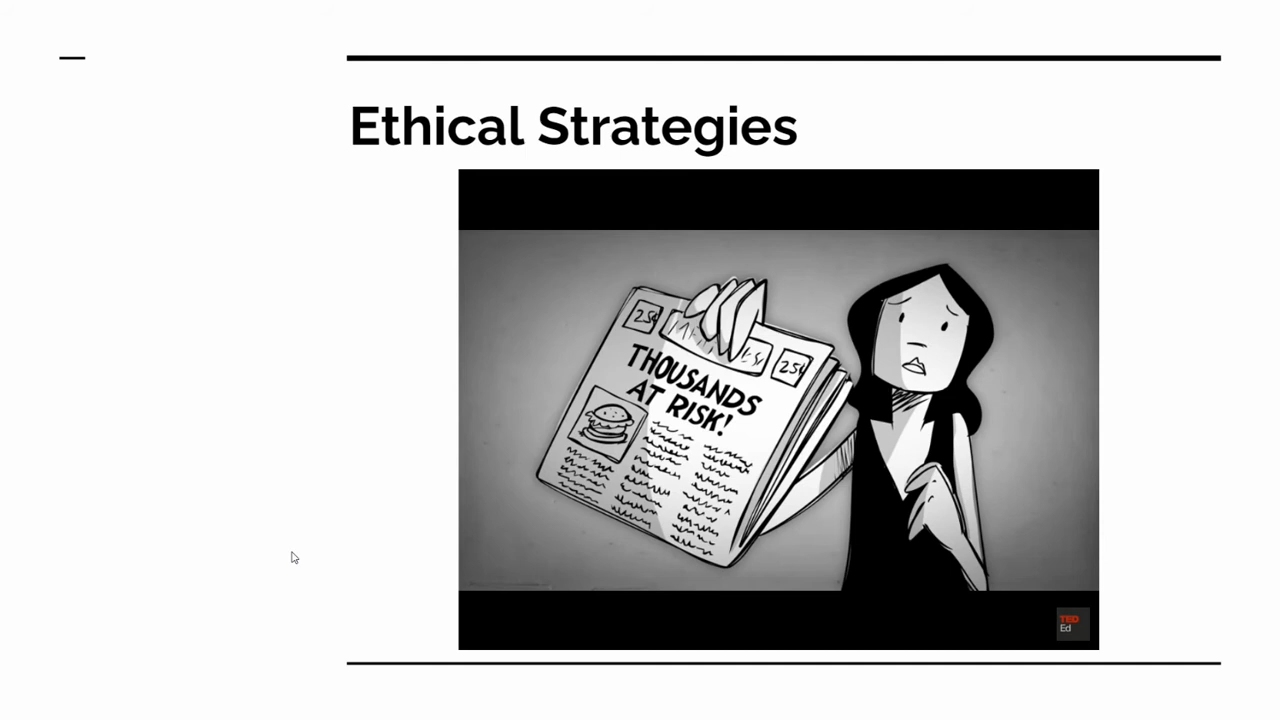 Ethical Strategies
25¢
25¢
THOUSANDS
AT RISK!
TED
Ed